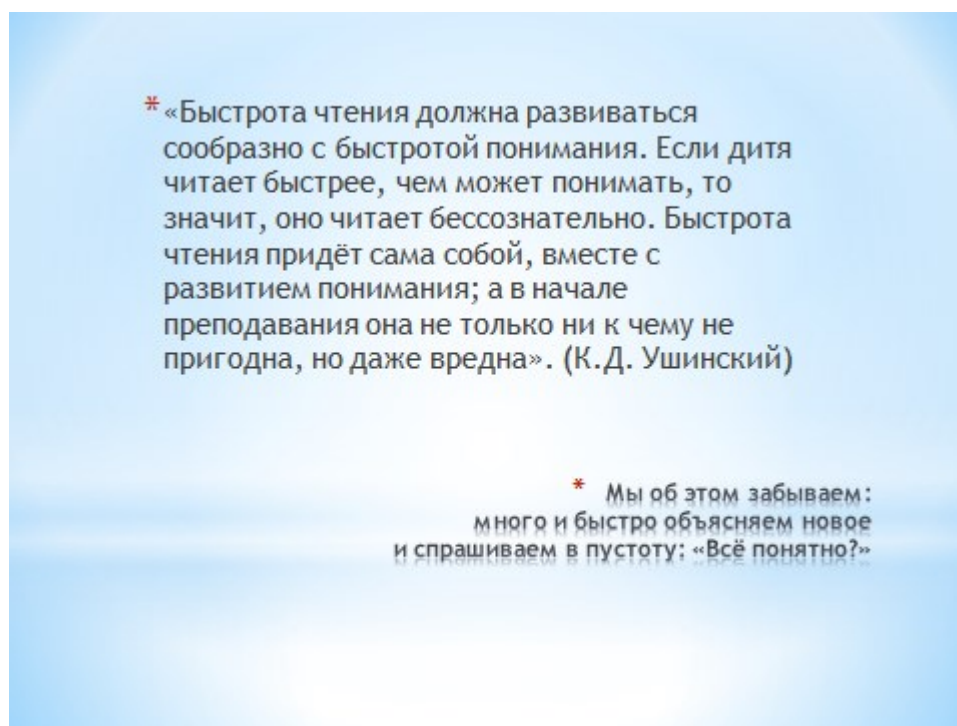 * «Быстрота чтения должна развиваться
сообразно с быстротой понимания. Если дитя
читает быстрее, чем может понимать, то
значит, оно читает бессознательно. Быстрота
чтения придёт сама собой, вместе с
развитием понимания; а в начале
преподавания она не только ни к чему не
пригодна, но даже вредна». (К.Д. Ушинский)
* Мы об этом забываем:
много и быстро объясняем новое
и спрашиваем в пустоту: «Всё понятно?»